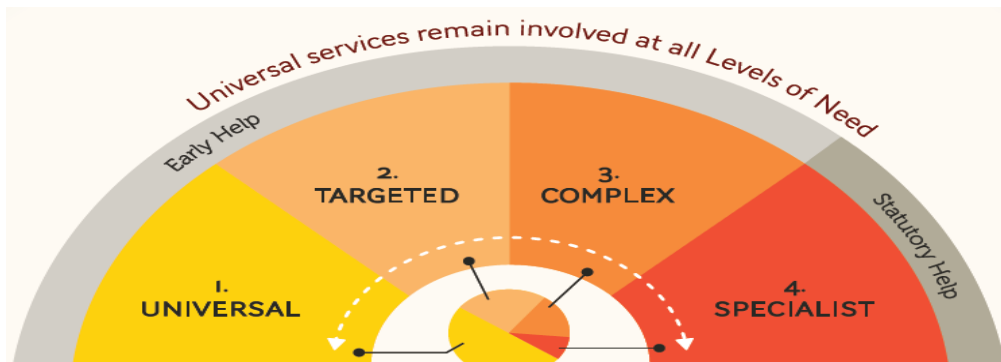 Universal services remain involved at all Levels of Need
Early Help
2.
TARGETED
3.
COMPLEX
Statutory Help
1.
UNIVERSAL
4.
SPECIALIST